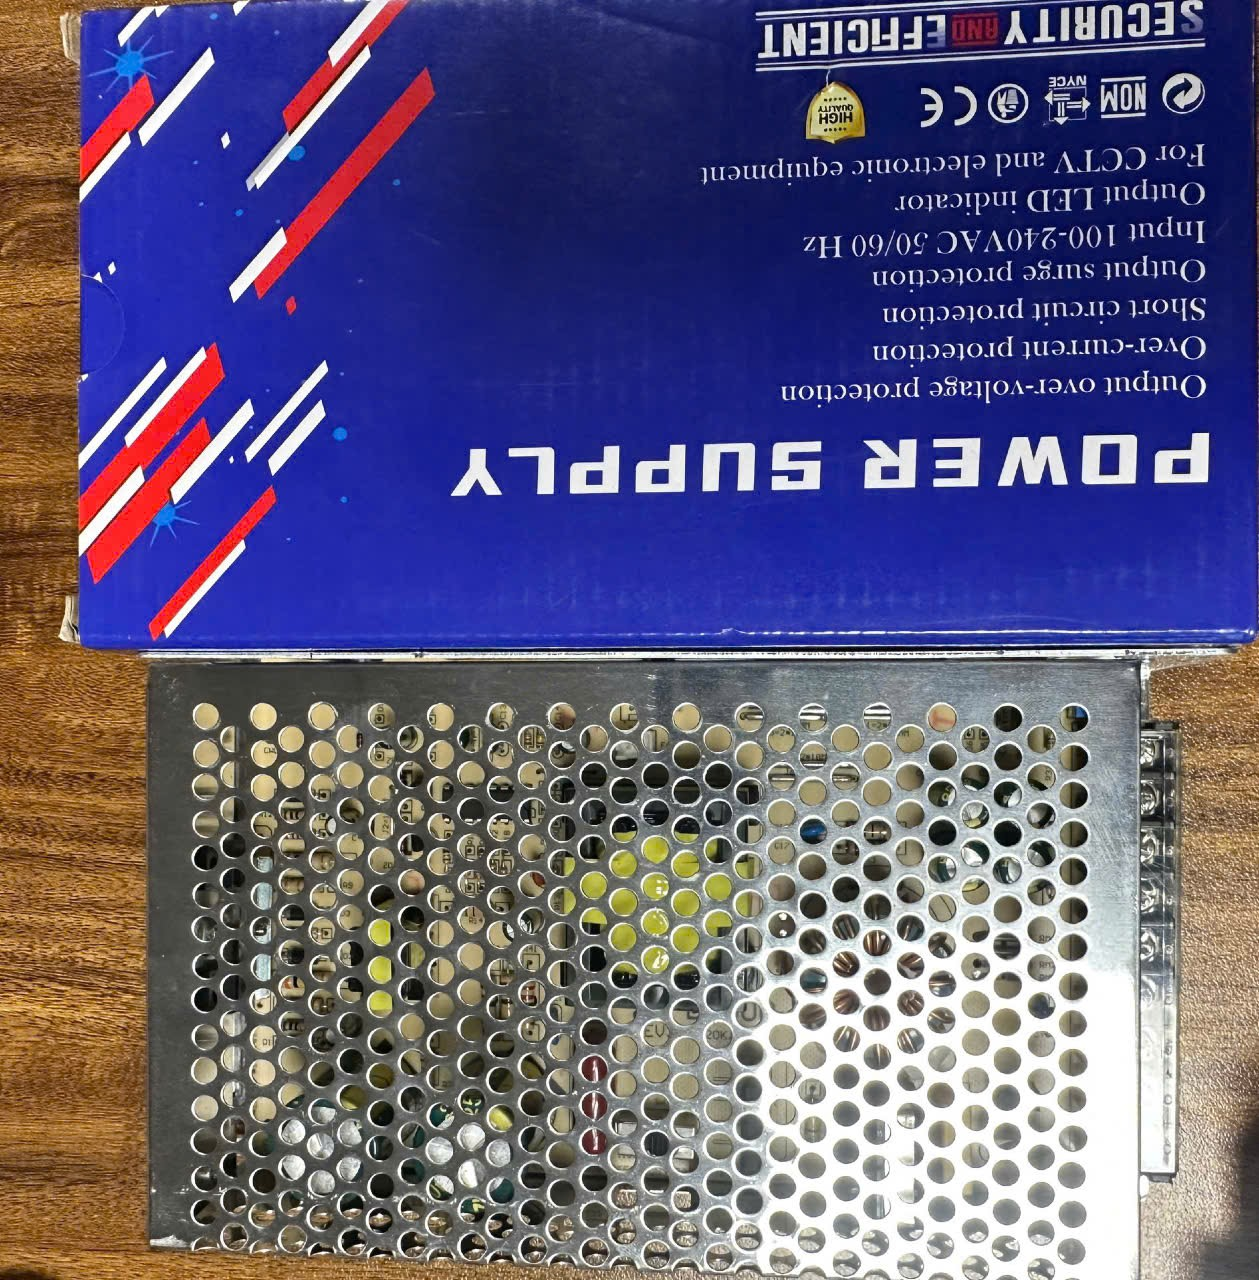 POWER SUPPLY
Output over-voltage protection
Over-current protection
Short circuit protection
Output surge protection
Input 100-240VAC 50/60 Hz
Output LED indicator
For CCTV and electronic equipment
NOM
NYCE
CE
HIGH
QUALITY
SECURITY AND EFFICIENT